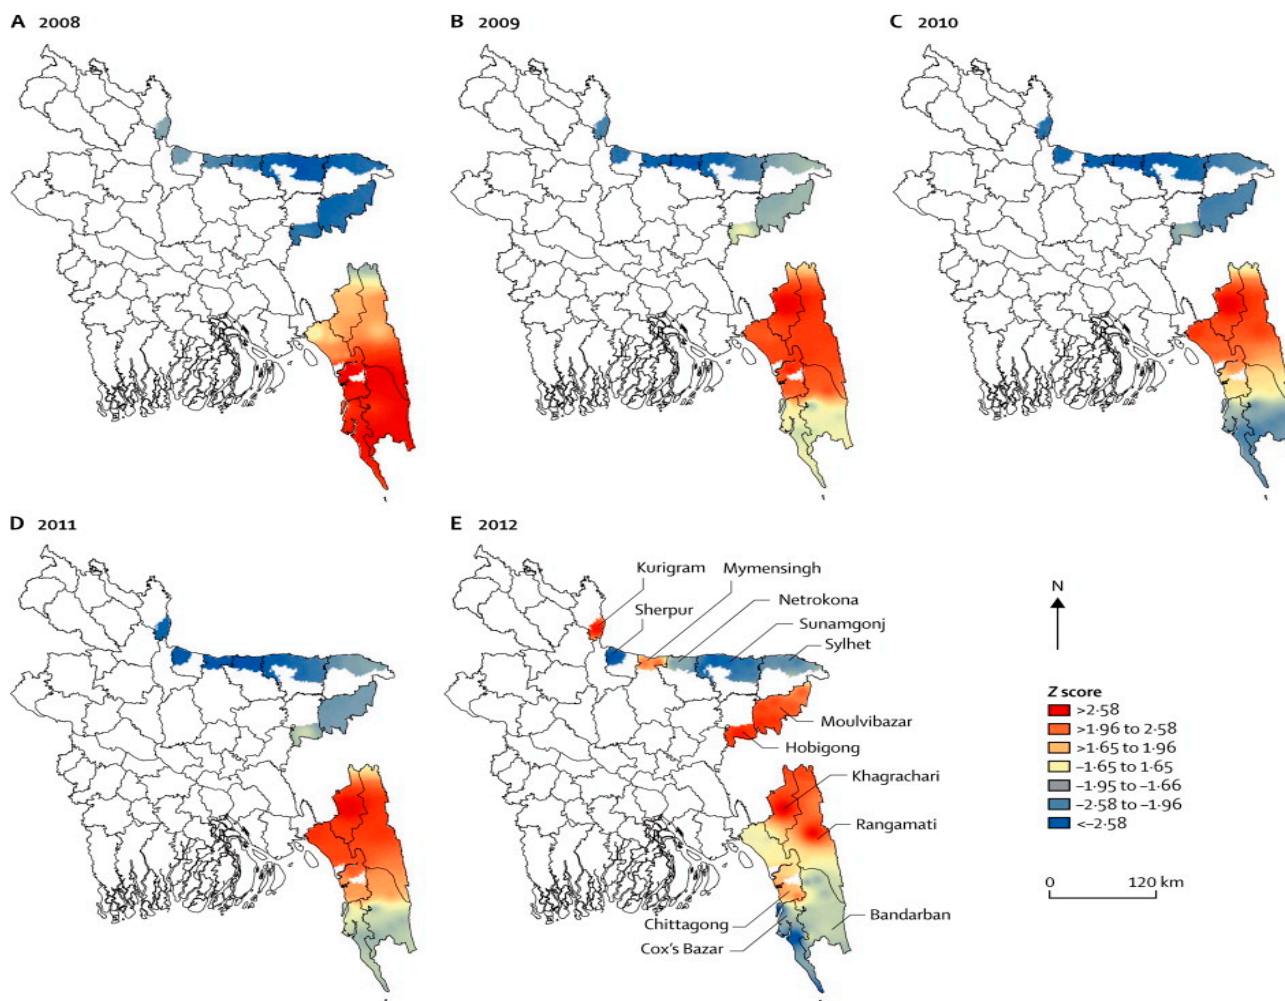 A 2008
B 2009
C 2010
D 2011
E 2012
Kurigram
Mymensingh
Sherpur
Netrokona
Sunamgonj
Sylhet
Moulvibazar
Hobigong
Khagrachari
Rangamati
Chittagong
Bandarban
Cox's Bazar
N
Z score
>2·58
>1·96 to 2·58
>1·65 to 1·96
–1·65 to 1·65
–1·95 to –1·66
–2·58 to –1·96
<–2·58
0 120 km